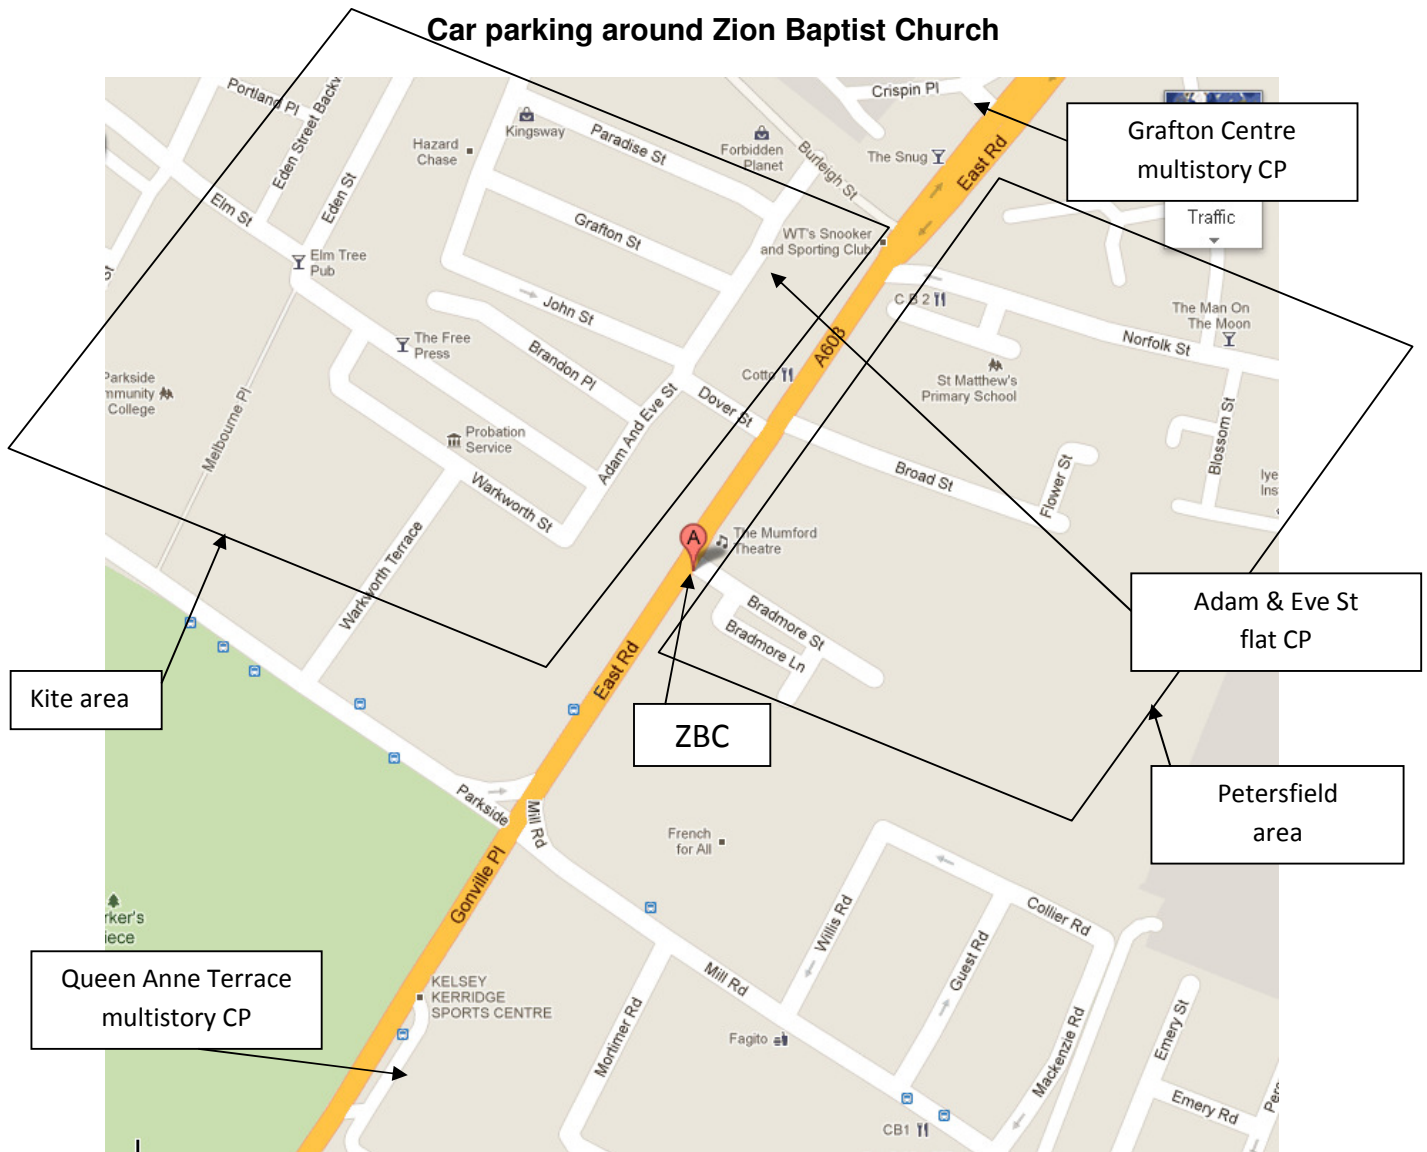 Car parking around Zion Baptist Church
Portland Pl
Eden Street Backw
Eden St
Elm St
Hazard
Chase
Kingsway
Paradise St
Forbidden
Planet
Burleigh St
Crispin Pl
The Snug
East Rd
Grafton Centre
multistory CP
Traffic
Grafton St
WT's Snooker
and Sporting Club
Elm Tree
Pub
John St
The Free
Press
Brandon Pl
C B 2
A603
The Man On
The Moon
Norfolk St
St Matthew's
Primary School
Cotto
Dover St
Parkside
mmunity
College
Melbourne Pl
Adam And Eve St
Probation
Service
Warkworth St
Broad St
Flower St
Blossom St
Iye
Ins
A
The Mumford
Theatre
Warkworth Terrace
Bradmore St
Bradmore Ln
Adam & Eve St
flat CP
Kite area
East Rd
ZBC
Petersfield
area
Parkside
Mill Rd
French
for All
Gonville Pl
rker's
iece
Willis Rd
Guest Rd
Collier Rd
Queen Anne Terrace
multistory CP
KELSEY
KERRIDGE
SPORTS CENTRE
Mill Rd
Mortimer Rd
Fagito
Mackenzie Rd
Emery St
Emery Rd
Pers
CB1